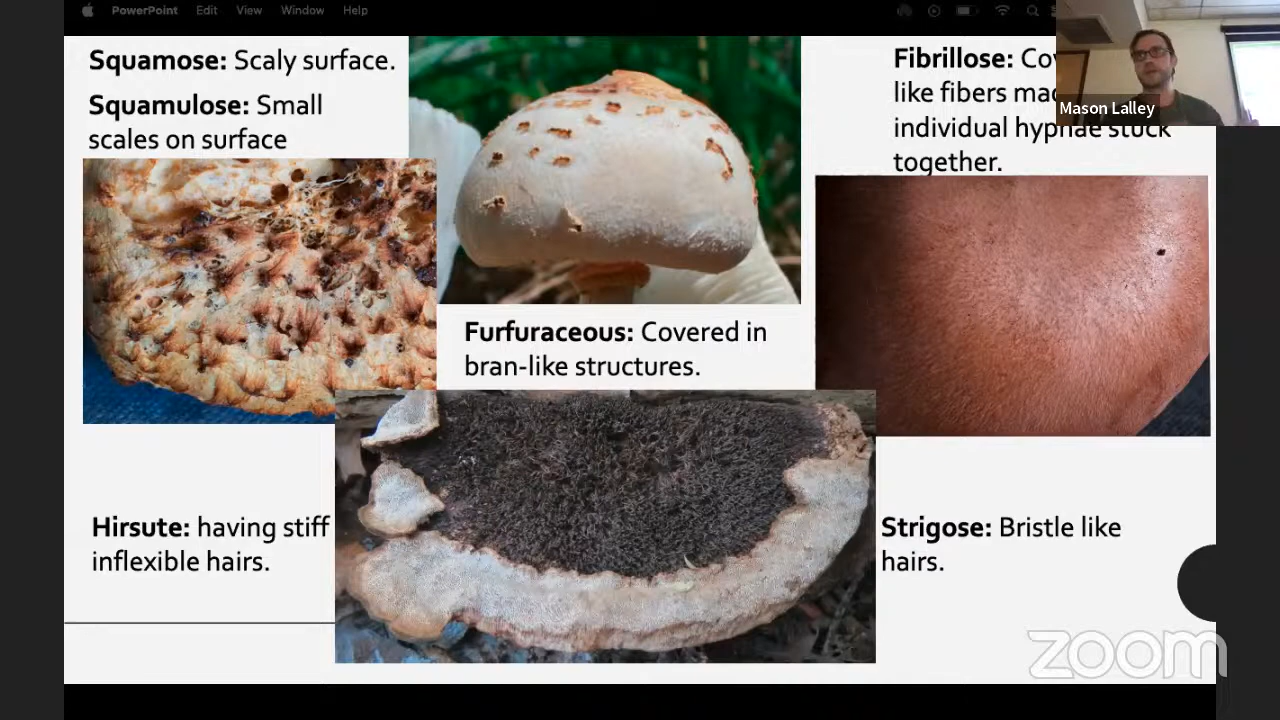 PowerPoint Edit View Window Help
Squamose: Scaly surface.
Squamulose: Small
scales on surface
Furfuraceous: Covered in
bran-like structures.
Fibrillose:
like fibers
individual hyphae stuck
together.
Mason Lalley
Hirsute: having stiff
inflexible hairs.
Strigose: Bristle like
hairs.
zoom